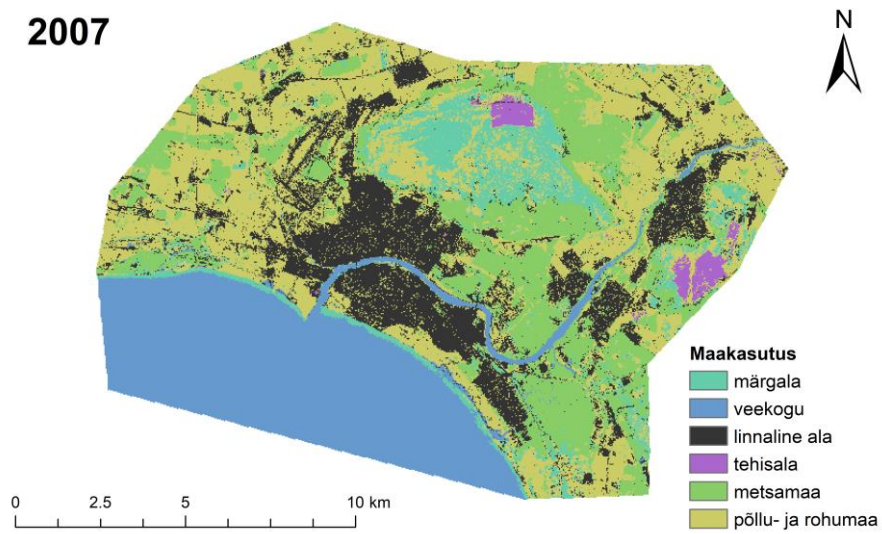 2007
N
Maakasutus
märgala
veekogu
linnaline ala
tehisala
metsamaa
põllu- ja rohumaa
0 2.5 5 10 km